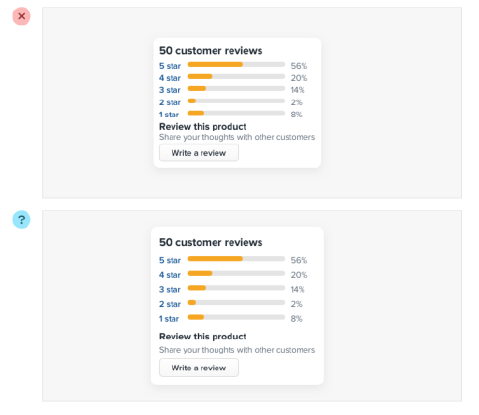 50 customer reviews
5 star 56%
4 star 20%
3 star 14%
2 star 2%
1 star 8%
Review this product
Share your thoughts with other customers
Write a review
?
50 customer reviews
5 star 56%
4 star 20%
3 star 14%
2 star 2%
1 star 8%
Review this product
Share your thoughts with other customers
Write a review